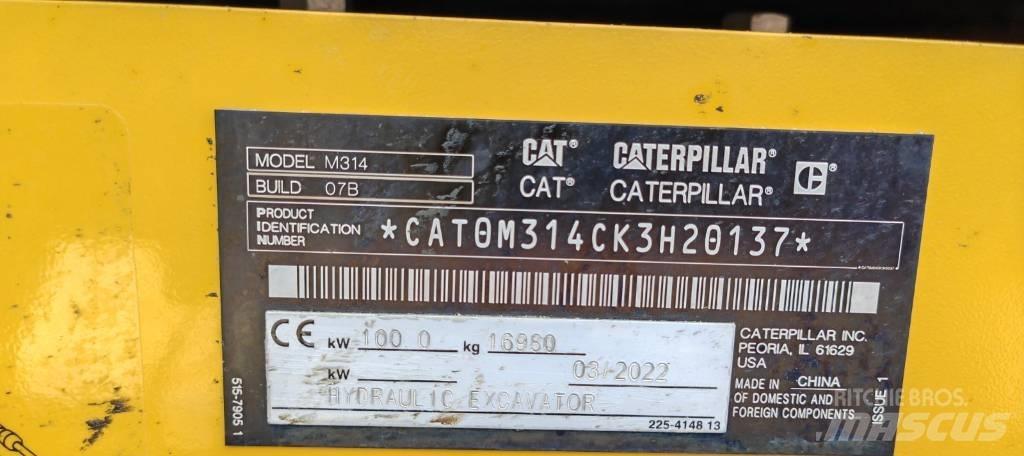 MODEL M314
BUILD 07B
CAT® CATERPILLAR®
CAT® CATERPILLAR®
PRODUCT
IDENTIFICATION
NUMBER
*CAT0M314CK3H20137*
CE kW 100 0 kg 16980
kW 03/2022
HYDRAULIC EXCAVATOR
225-4148 13
CATERPILLAR INC.
PEORIA, IL 61629
USA
MADE IN CHINA
OF DOMESTIC AND
FOREIGN COMPONENTS
ISSUE 1
515-7905 1
RITCHIE BROS.
MASCUS